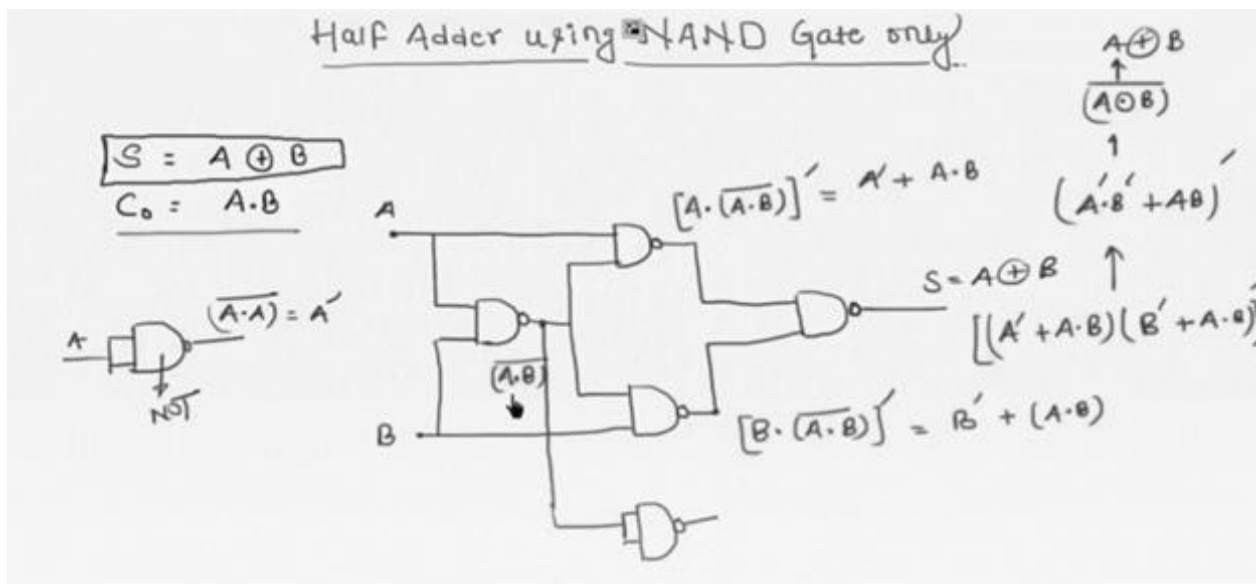 Half Adder using NAND Gate only
S = A ⊕ B
C₀ = A·B
A
(A̅·̅A̅) = A′
NOT
A
B
(A̅·̅B̅)
[A·(A̅·̅B̅)]′ = A′ + A·B
[B·(A̅·̅B̅)]′ = B′ + (A·B)
S = A ⊕ B
[(A′ + A·B)(B′ + A·B)]′
(A′·B′ + AB)′
(A̅ ̅⊙̅ ̅B̅)
A ⊕ B